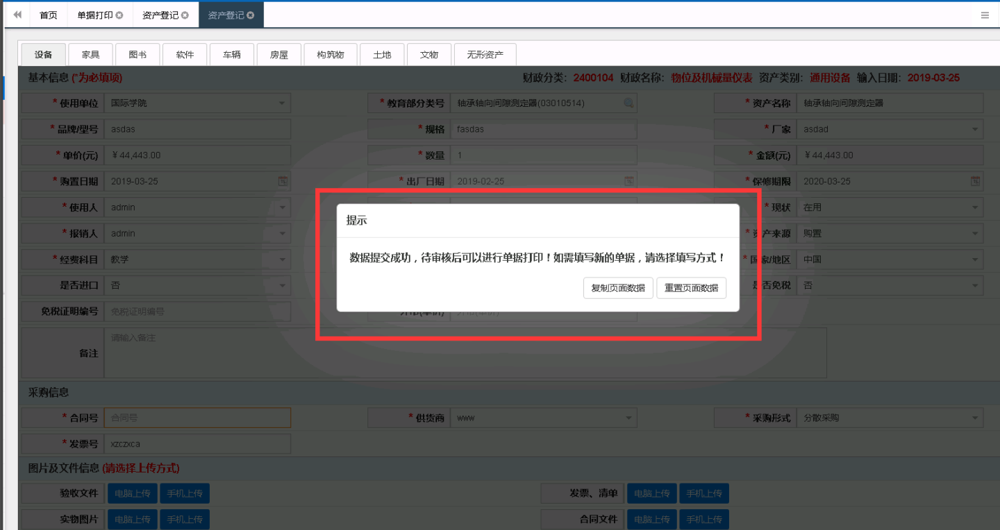 首页 单据打印 资产登记 资产登记
设备 家具 图书 软件 车辆 房屋 构筑物 土地 文物 无形资产
基本信息 (*为必填项) 财政分类: 2400104 财政名称: 物位及机械量仪表 资产类别: 通用设备 输入日期: 2019-03-25
* 使用单位 国际学院 * 教育部分类号 轴承轴向间隙测定器(03010514) * 资产名称 轴承轴向间隙测定器
* 品牌/型号 asdas * 规格 fasdas * 厂家 asdad
* 单价(元) ¥ 44,443.00 * 数量 1 * 金额(元) ¥ 44,443.00
* 购置日期 2019-03-25 * 出厂日期 2019-02-25 * 保修期限 2020-03-25
* 使用人 admin * 现状 在用
* 报销人 admin * 资产来源 购置
* 经费科目 教学 * 国家/地区 中国
是否进口 否 是否免税 否
免税证明编号 免税证明编号
备注 请输入备注
提示
数据提交成功，待审核后可以进行单据打印！如需填写新的单据，请选择填写方式！
复制页面数据 重置页面数据
采购信息
* 合同号 合同号 * 供货商 www * 采购形式 分散采购
* 发票号 xzczxca
图片及文件信息 (请选择上传方式)
验收文件 电脑上传 手机上传 发票、清单 电脑上传 手机上传
实物图片 电脑上传 手机上传 合同文件 电脑上传 手机上传